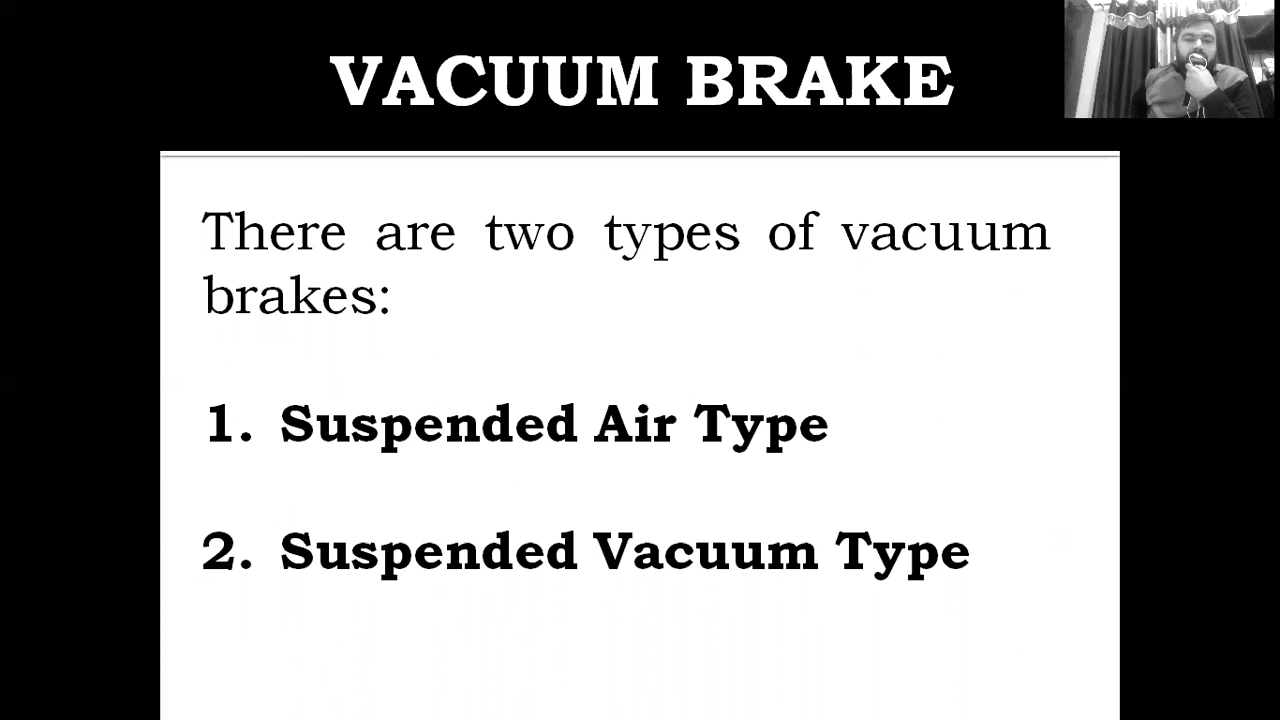 VACUUM BRAKE
There are two types of vacuum
brakes:
1. Suspended Air Type
2. Suspended Vacuum Type